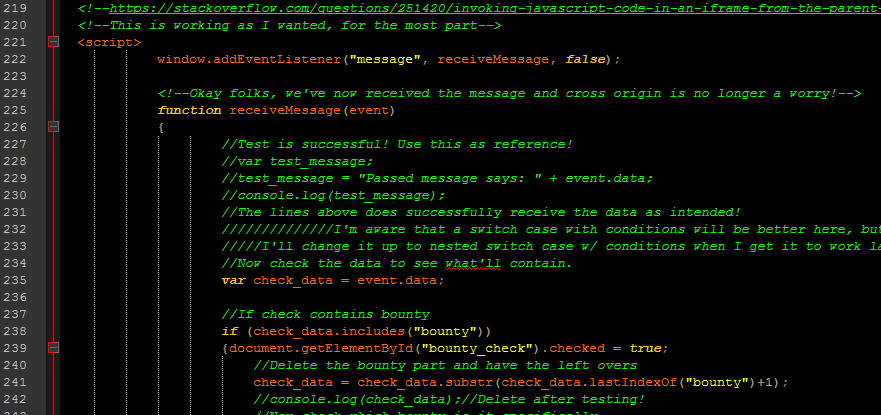 219 <!--https://stackoverflow.com/questions/251420/invoking-javascript-code-in-an-iframe-from-the-parent-
220 <!--This is working as I wanted, for the most part-->
221 <script>
222 window.addEventListener("message", receiveMessage, false);
223
224 <!--Okay folks, we've now received the message and cross origin is no longer a worry!-->
225 function receiveMessage(event)
226 {
227 //Test is successful! Use this as reference!
228 //var test_message;
229 //test_message = "Passed message says: " + event.data;
230 //console.log(test_message);
231 //The lines above does successfully receive the data as intended!
232 //////////////I'm aware that a switch case with conditions will be better here, but
233 /////I'll change it up to nested switch case w/ conditions when I get it to work la
234 //Now check the data to see what'll contain.
235 var check_data = event.data;
236
237 //If check contains bounty
238 if (check_data.includes("bounty"))
239 {document.getElementById("bounty_check").checked = true;
240 //Delete the bounty part and have the left overs
241 check_data = check_data.substr(check_data.lastIndexOf("bounty")+1);
242 //console.log(check_data);//Delete after testing!